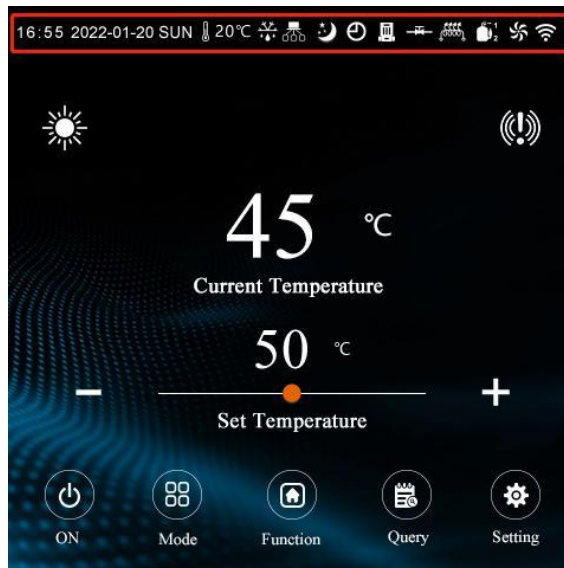 16:55 2022-01-20 SUN 20℃
45 ℃
Current Temperature
50 ℃
Set Temperature
ON Mode Function Query Setting